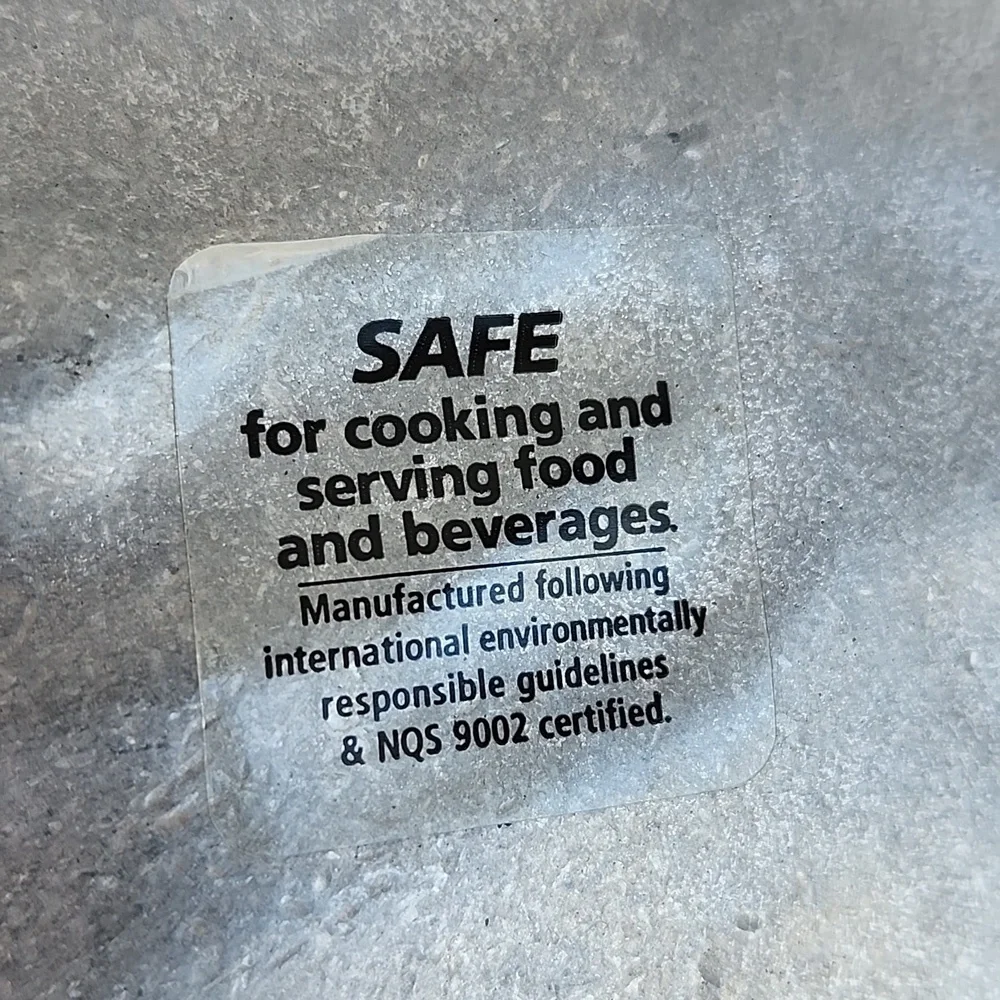 SAFE
for cooking and
serving food
and beverages.
Manufactured following
international environmentally
responsible guidelines
& NQS 9002 certified.